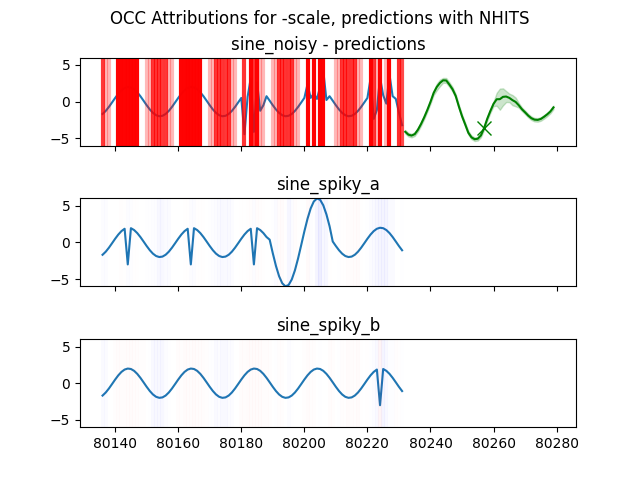 OCC Attributions for -scale, predictions with NHITS
sine_noisy - predictions
5
0
−5
sine_spiky_a
5
0
−5
sine_spiky_b
5
0
−5
80140 80160 80180 80200 80220 80240 80260 80280